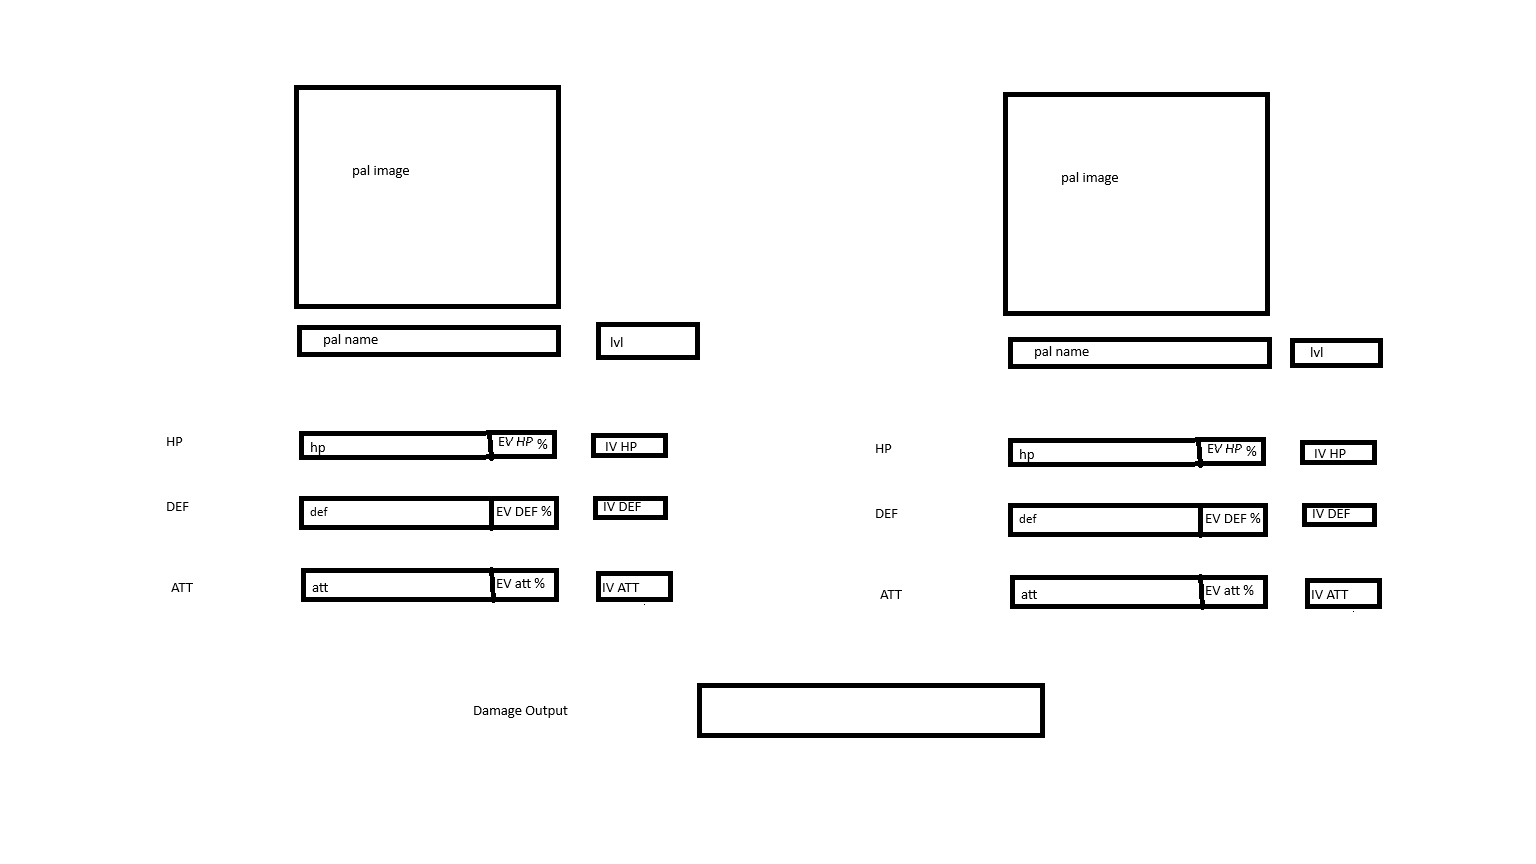 pal image
pal name
lvl
HP
hp
EV HP %
IV HP
DEF
def
EV DEF %
IV DEF
ATT
att
EV att %
IV ATT
pal image
pal name
lvl
HP
hp
EV HP %
IV HP
DEF
def
EV DEF %
IV DEF
ATT
att
EV att %
IV ATT
Damage Output